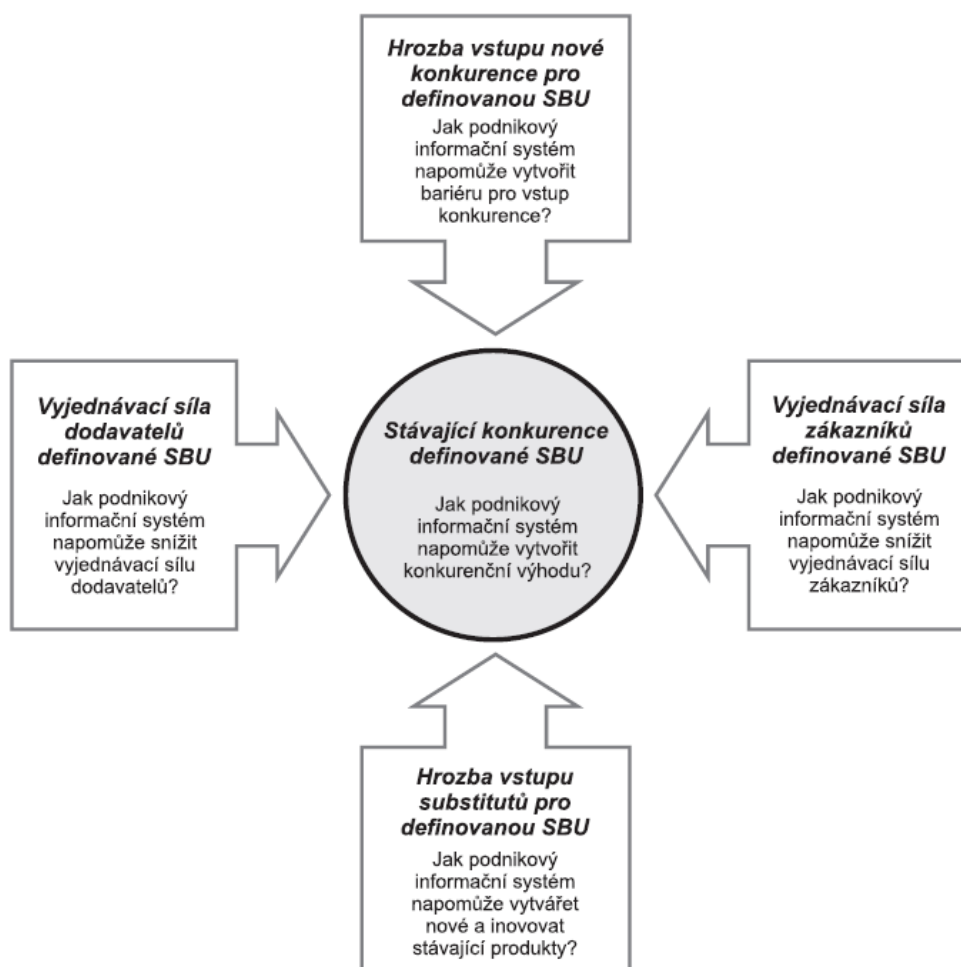 Hrozba vstupu nové
konkurence pro
definovanou SBU
Jak podnikový
informační systém
napomůže vytvořit
bariéru pro vstup
konkurence?
Vyjednávací síla
dodavatelů
definované SBU
Jak podnikový
informační systém
napomůže snížit
vyjednávací sílu
dodavatelů?
Stávající konkurence
definované SBU
Jak podnikový
informační systém
napomůže vytvořit
konkurenční výhodu?
Vyjednávací síla
zákazníků
definované SBU
Jak podnikový
informační systém
napomůže snížit
vyjednávací sílu
zákazníků?
Hrozba vstupu
substitutů pro
definovanou SBU
Jak podnikový
informační systém
napomůže vytvářet
nové a inovovat
stávající produkty?